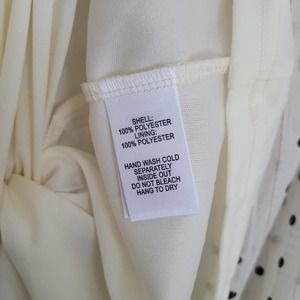 SHELL:
100% POLYESTER
LINING:
100% POLYESTER
HAND WASH COLD
SEPARATELY
INSIDE OUT
DO NOT BLEACH
HANG TO DRY